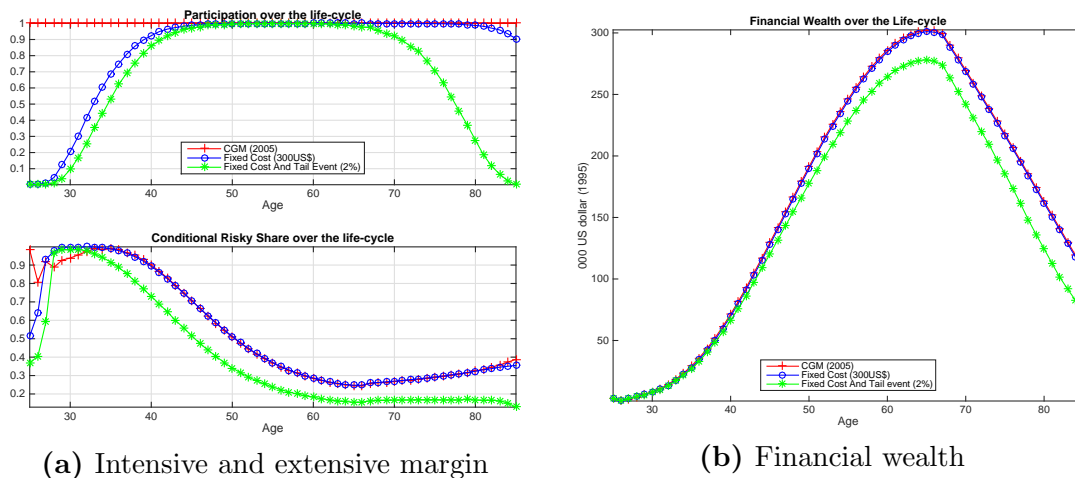 Participation over the life-cycle
1
0.9
0.8
0.7
0.6
0.5
0.4
0.3
0.2
0.1
CGM (2005)
Fixed Cost (300US$)
Fixed Cost And Tail Event (2%)
30 40 50 60 70 80
Age
Conditional Risky Share over the life-cycle
0.9
0.8
0.7
0.6
0.5
0.4
0.3
0.2
30 40 50 60 70 80
Age
(a) Intensive and extensive margin
Financial Wealth over the Life-cycle
000 US dollar (1995)
300
250
200
150
100
50
CGM (2005)
Fixed Cost (300US$)
Fixed Cost And Tail event (2%)
30 40 50 60 70 80
Age
(b) Financial wealth